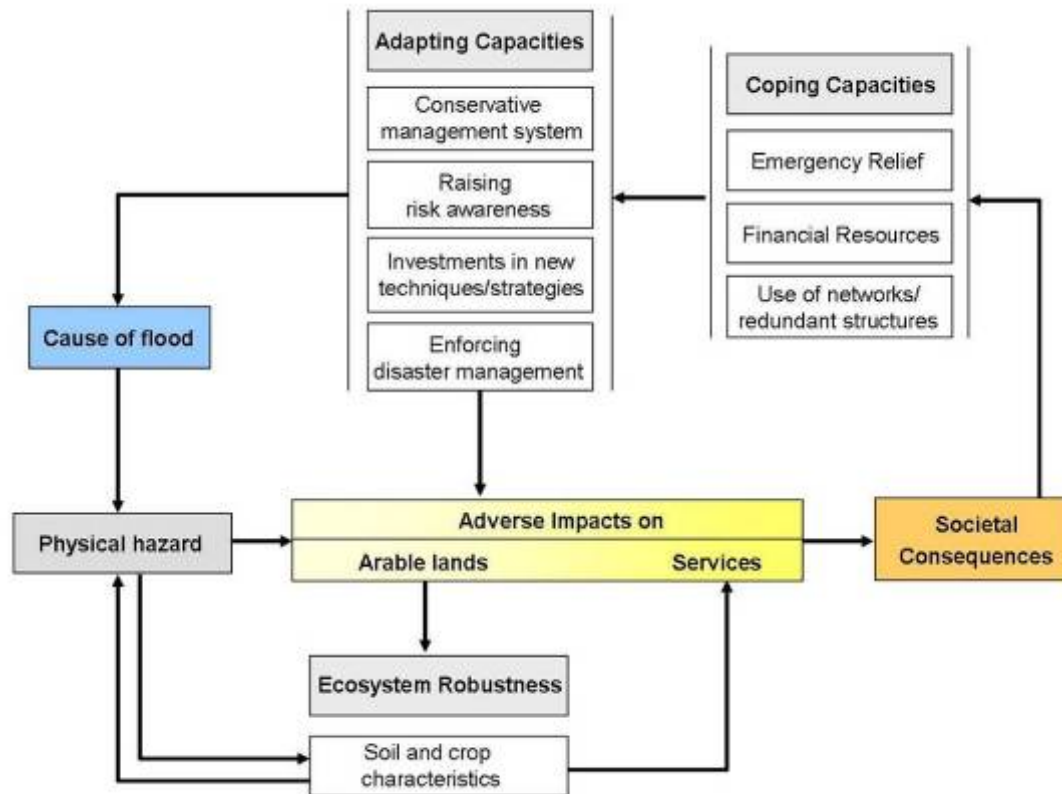 Adapting Capacities
Conservative
management system
Raising
risk awareness
Investments in new
techniques/strategies
Enforcing
disaster management
Coping Capacities
Emergency Relief
Financial Resources
Use of networks/
redundant structures
Cause of flood
Physical hazard
Adverse Impacts on
Arable lands
Services
Societal
Consequences
Ecosystem Robustness
Soil and crop
characteristics